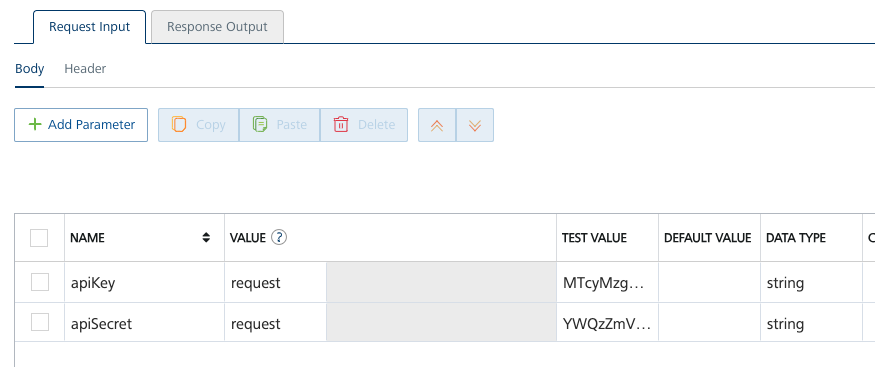 Request Input Response Output
Body Header
Add Parameter Copy Paste Delete
NAME VALUE ? TEST VALUE DEFAULT VALUE DATA TYPE
apiKey request MTcyMzg... string
apiSecret request YWQzZmV... string